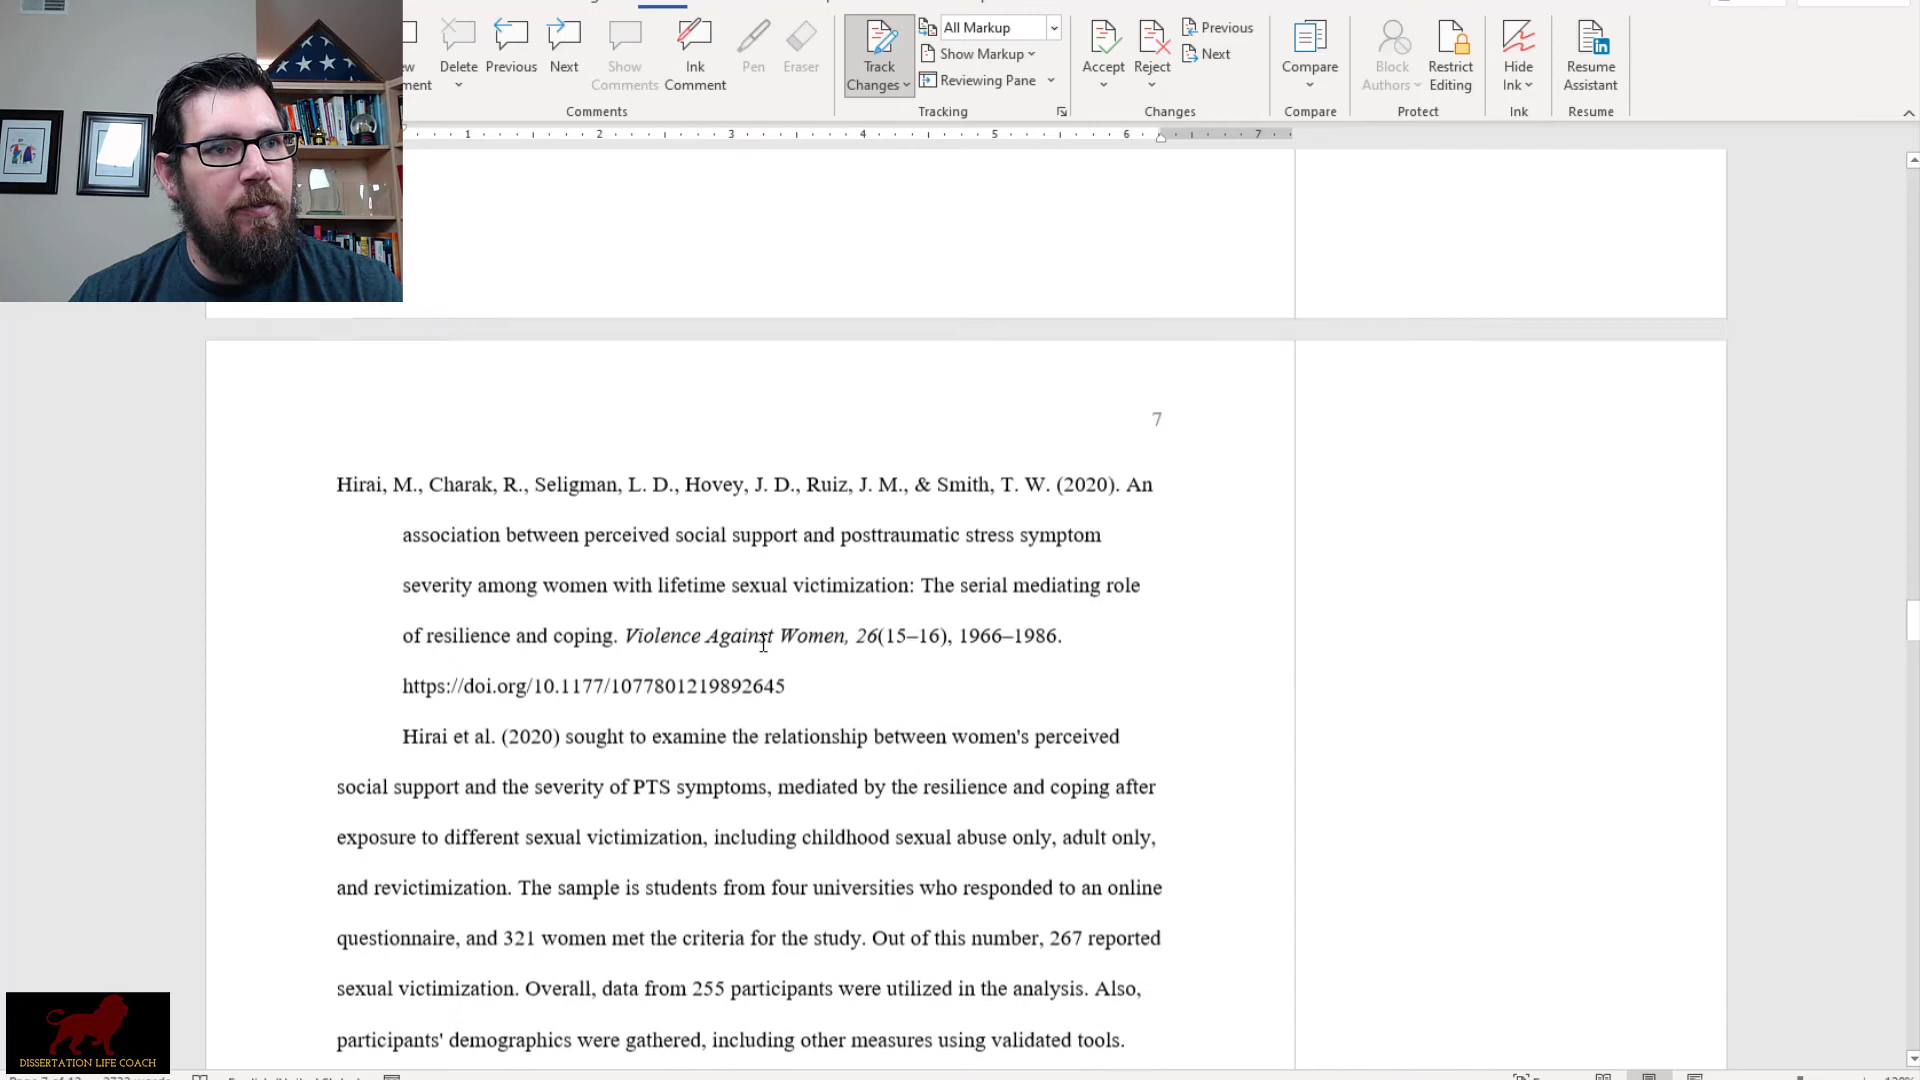 Delete
Previous
Next
Show
Comments
Ink
Comment
Pen
Eraser
Comments
Track
Changes
All Markup
Show Markup
Reviewing Pane
Tracking
Accept
Reject
Previous
Next
Changes
Compare
Compare
Block
Authors
Restrict
Editing
Protect
Hide
Ink
Ink
Resume
Assistant
Resume
1 2 3 4 5 6 7
7
Hirai, M., Charak, R., Seligman, L. D., Hovey, J. D., Ruiz, J. M., & Smith, T. W. (2020). An
association between perceived social support and posttraumatic stress symptom
severity among women with lifetime sexual victimization: The serial mediating role
of resilience and coping. Violence Against Women, 26(15–16), 1966–1986.
https://doi.org/10.1177/1077801219892645
Hirai et al. (2020) sought to examine the relationship between women's perceived
social support and the severity of PTS symptoms, mediated by the resilience and coping after
exposure to different sexual victimization, including childhood sexual abuse only, adult only,
and revictimization. The sample is students from four universities who responded to an online
questionnaire, and 321 women met the criteria for the study. Out of this number, 267 reported
sexual victimization. Overall, data from 255 participants were utilized in the analysis. Also,
participants' demographics were gathered, including other measures using validated tools.
DISSERTATION LIFE COACH